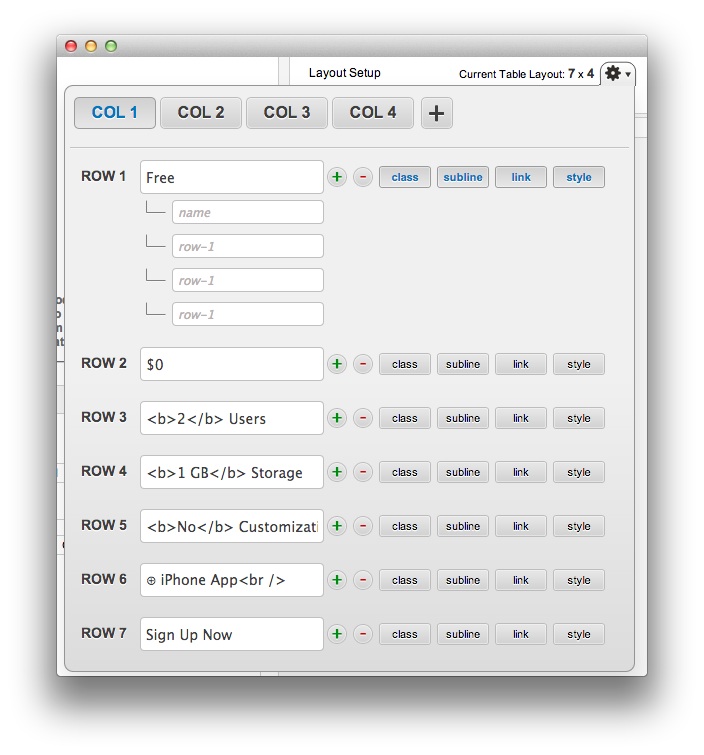 Layout Setup Current Table Layout: 7 x 4
COL 1 COL 2 COL 3 COL 4 +
ROW 1 Free + - class subline link style
name
row-1
row-1
row-1
ROW 2 $0 + - class subline link style
ROW 3 <b>2</b> Users + - class subline link style
ROW 4 <b>1 GB</b> Storage + - class subline link style
ROW 5 <b>No</b> Customizati + - class subline link style
ROW 6 ⊕ iPhone App<br /> + - class subline link style
ROW 7 Sign Up Now + - class subline link style